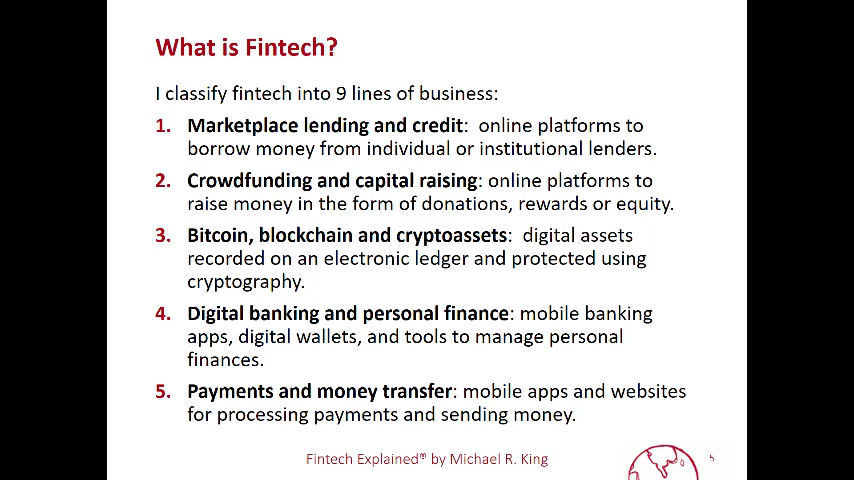 What is Fintech?
I classify fintech into 9 lines of business:
1. Marketplace lending and credit: online platforms to
borrow money from individual or institutional lenders.
2. Crowdfunding and capital raising: online platforms to
raise money in the form of donations, rewards or equity.
3. Bitcoin, blockchain and cryptoassets: digital assets
recorded on an electronic ledger and protected using
cryptography.
4. Digital banking and personal finance: mobile banking
apps, digital wallets, and tools to manage personal
finances.
5. Payments and money transfer: mobile apps and websites
for processing payments and sending money.
Fintech Explained® by Michael R. King
5